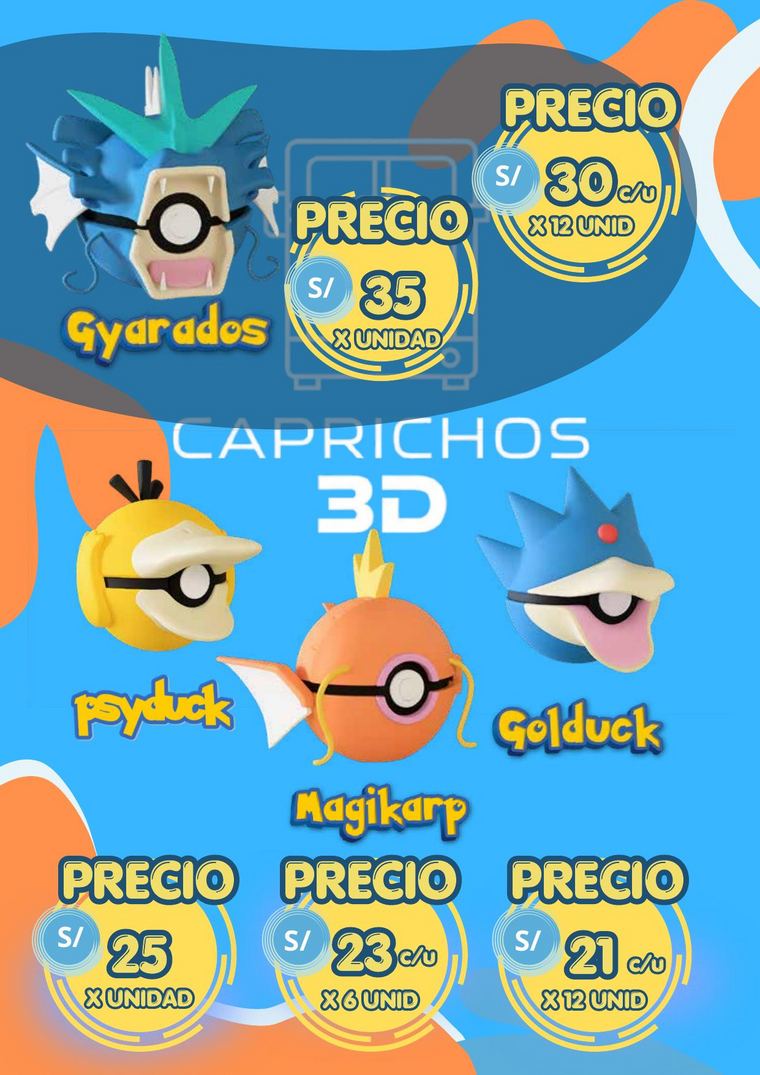 PRECIO
S/ 30 c/u
X 12 UNID
PRECIO
S/ 35
X UNIDAD
Gyarados
CAPRICHOS
3D
psyduck
Golduck
Magikarp
PRECIO
S/ 25
X UNIDAD
PRECIO
S/ 23 c/u
X 6 UNID
PRECIO
S/ 21 c/u
X 12 UNID